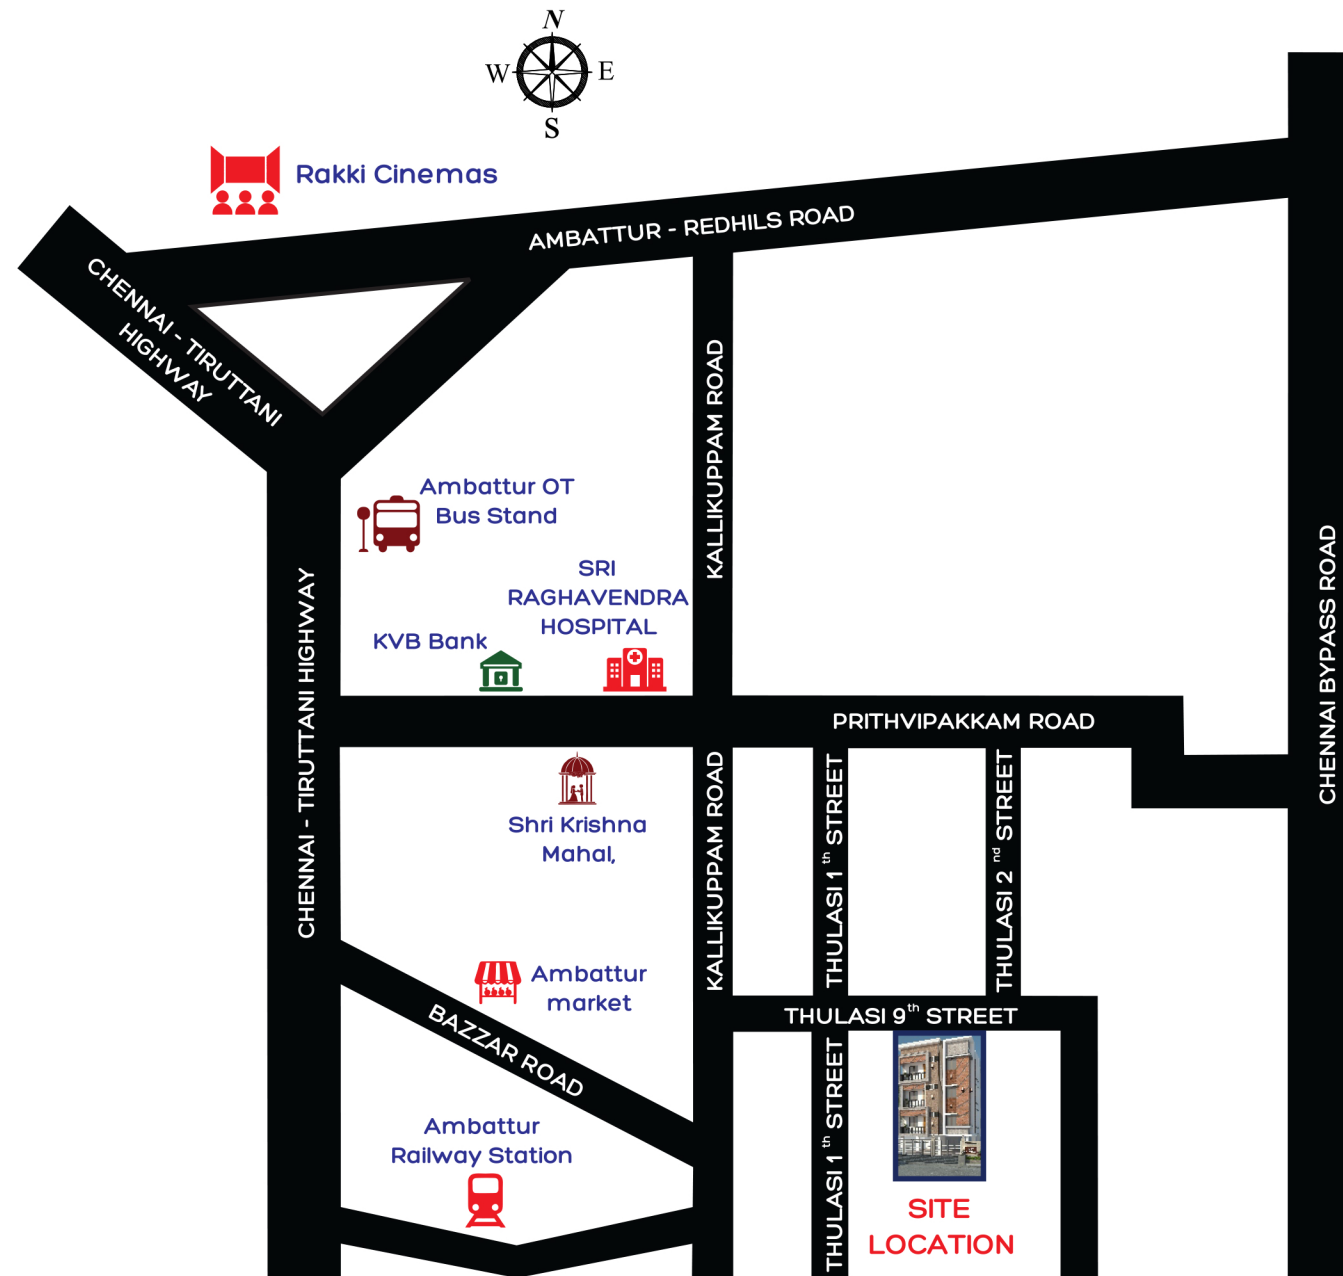 N
W
E
S
Rakki Cinemas
AMBATTUR - REDHILS ROAD
CHENNAI - TIRUTTANI
HIGHWAY
KALLIKUPPAM ROAD
Ambattur OT
Bus Stand
SRI
RAGHAVENDRA
HOSPITAL
KVB Bank
CHENNAI - TIRUTTANI HIGHWAY
CHENNAI BYPASS ROAD
PRITHVIPAKKAM ROAD
Shri Krishna
Mahal,
KALLIKUPPAM ROAD
THULASI 1th STREET
THULASI 2nd STREET
Ambattur
market
BAZZAR ROAD
THULASI 9th STREET
THULASI 1th STREET
Ambattur
Railway Station
SITE
LOCATION